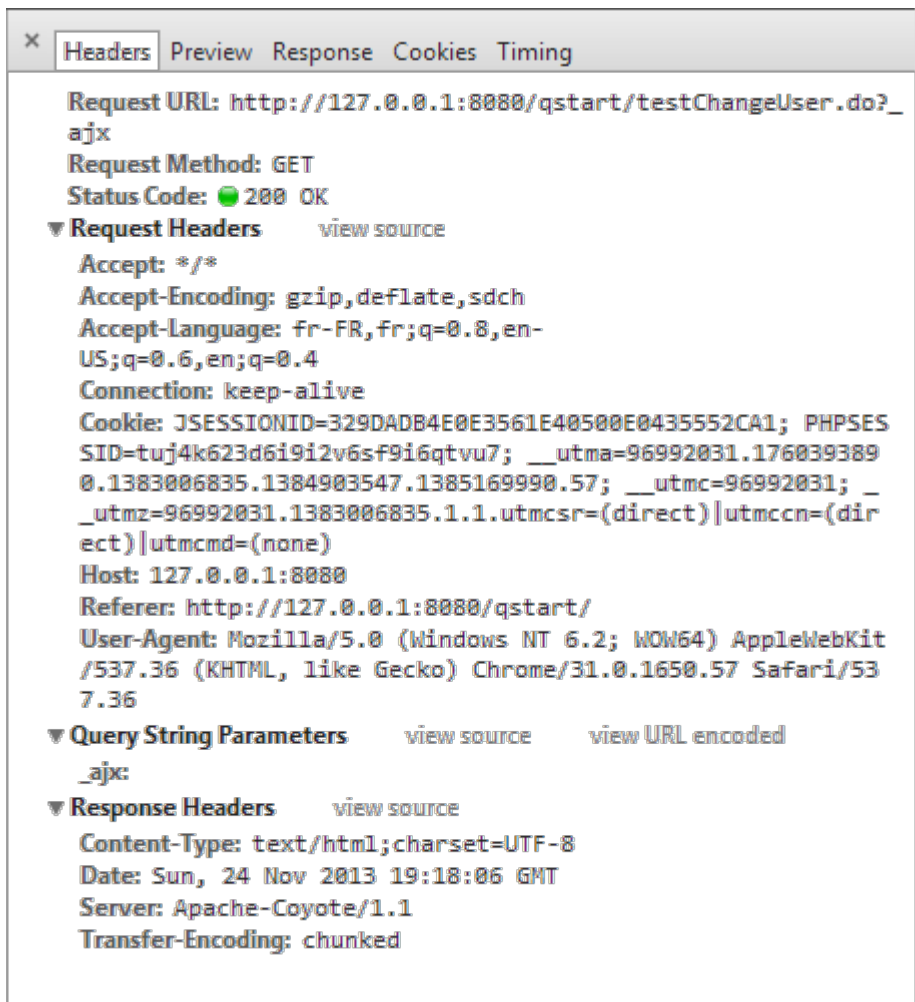 × Headers Preview Response Cookies Timing
Request URL: http://127.0.0.1:8080/qstart/testChangeUser.do?_
ajx
Request Method: GET
Status Code: 200 OK
Request Headers view source
Accept: */*
Accept-Encoding: gzip,deflate,sdch
Accept-Language: fr-FR,fr;q=0.8,en-
US;q=0.6,en;q=0.4
Connection: keep-alive
Cookie: JSESSIONID=329DADB4E0E3561E40500E0435552CA1; PHPSES
SID=tuj4k623d6i9i2v6sf9i6qtvu7; __utma=96992031.176039389
0.1383006835.1384903547.1385169990.57; __utmc=96992031; _
_utmz=96992031.1383006835.1.1.utmcsr=(direct)|utmccn=(dir
ect)|utmcmd=(none)
Host: 127.0.0.1:8080
Referer: http://127.0.0.1:8080/qstart/
User-Agent: Mozilla/5.0 (Windows NT 6.2; WOW64) AppleWebKit
/537.36 (KHTML, like Gecko) Chrome/31.0.1650.57 Safari/53
7.36
Query String Parameters view source view URL encoded
_ajx:
Response Headers view source
Content-Type: text/html;charset=UTF-8
Date: Sun, 24 Nov 2013 19:18:06 GMT
Server: Apache-Coyote/1.1
Transfer-Encoding: chunked